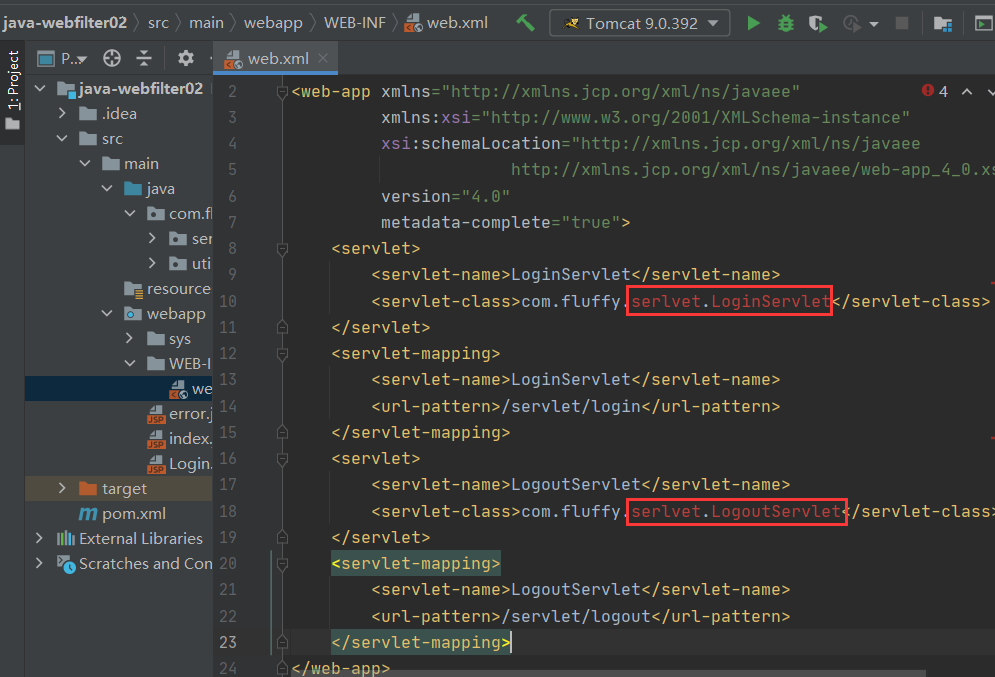 java-webfilter02 src main webapp WEB-INF web.xml Tomcat 9.0.392
1: Project
P... web.xml
java-webfilter02
.idea
src
main
java
com.fl
ser
uti
resource
webapp
sys
WEB-I
we
error.j
index.
Login.
target
pom.xml
External Libraries
Scratches and Con
4
2 <web-app xmlns="http://xmlns.jcp.org/xml/ns/javaee"
3 xmlns:xsi="http://www.w3.org/2001/XMLSchema-instance"
4 xsi:schemaLocation="http://xmlns.jcp.org/xml/ns/javaee
5 http://xmlns.jcp.org/xml/ns/javaee/web-app_4_0.xs
6 version="4.0"
7 metadata-complete="true">
8 <servlet>
9 <servlet-name>LoginServlet</servlet-name>
10 <servlet-class>com.fluffy.serlvet.LoginServlet</servlet-class>
11 </servlet>
12 <servlet-mapping>
13 <servlet-name>LoginServlet</servlet-name>
14 <url-pattern>/servlet/login</url-pattern>
15 </servlet-mapping>
16 <servlet>
17 <servlet-name>LogoutServlet</servlet-name>
18 <servlet-class>com.fluffy.serlvet.LogoutServlet</servlet-class>
19 </servlet>
20 <servlet-mapping>
21 <servlet-name>LogoutServlet</servlet-name>
22 <url-pattern>/servlet/logout</url-pattern>
23 </servlet-mapping>
24 </web-app>